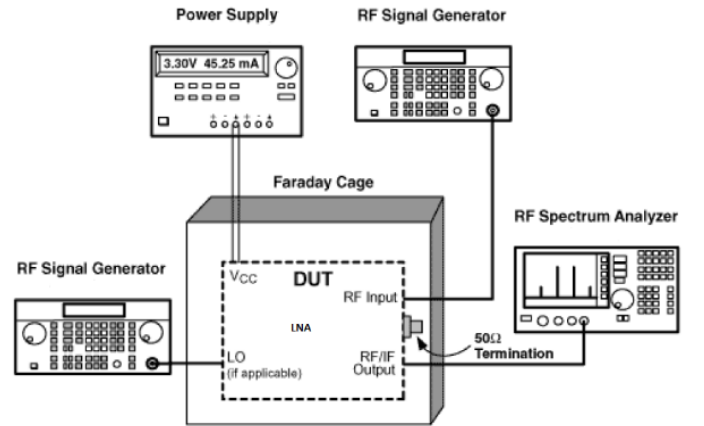 Power Supply
RF Signal Generator
3.30V 45.25 mA
+ - + + - +
Faraday Cage
RF Spectrum Analyzer
RF Signal Generator
VCC
DUT
RF Input
LNA
50Ω
Termination
LO
(if applicable)
RF/IF
Output